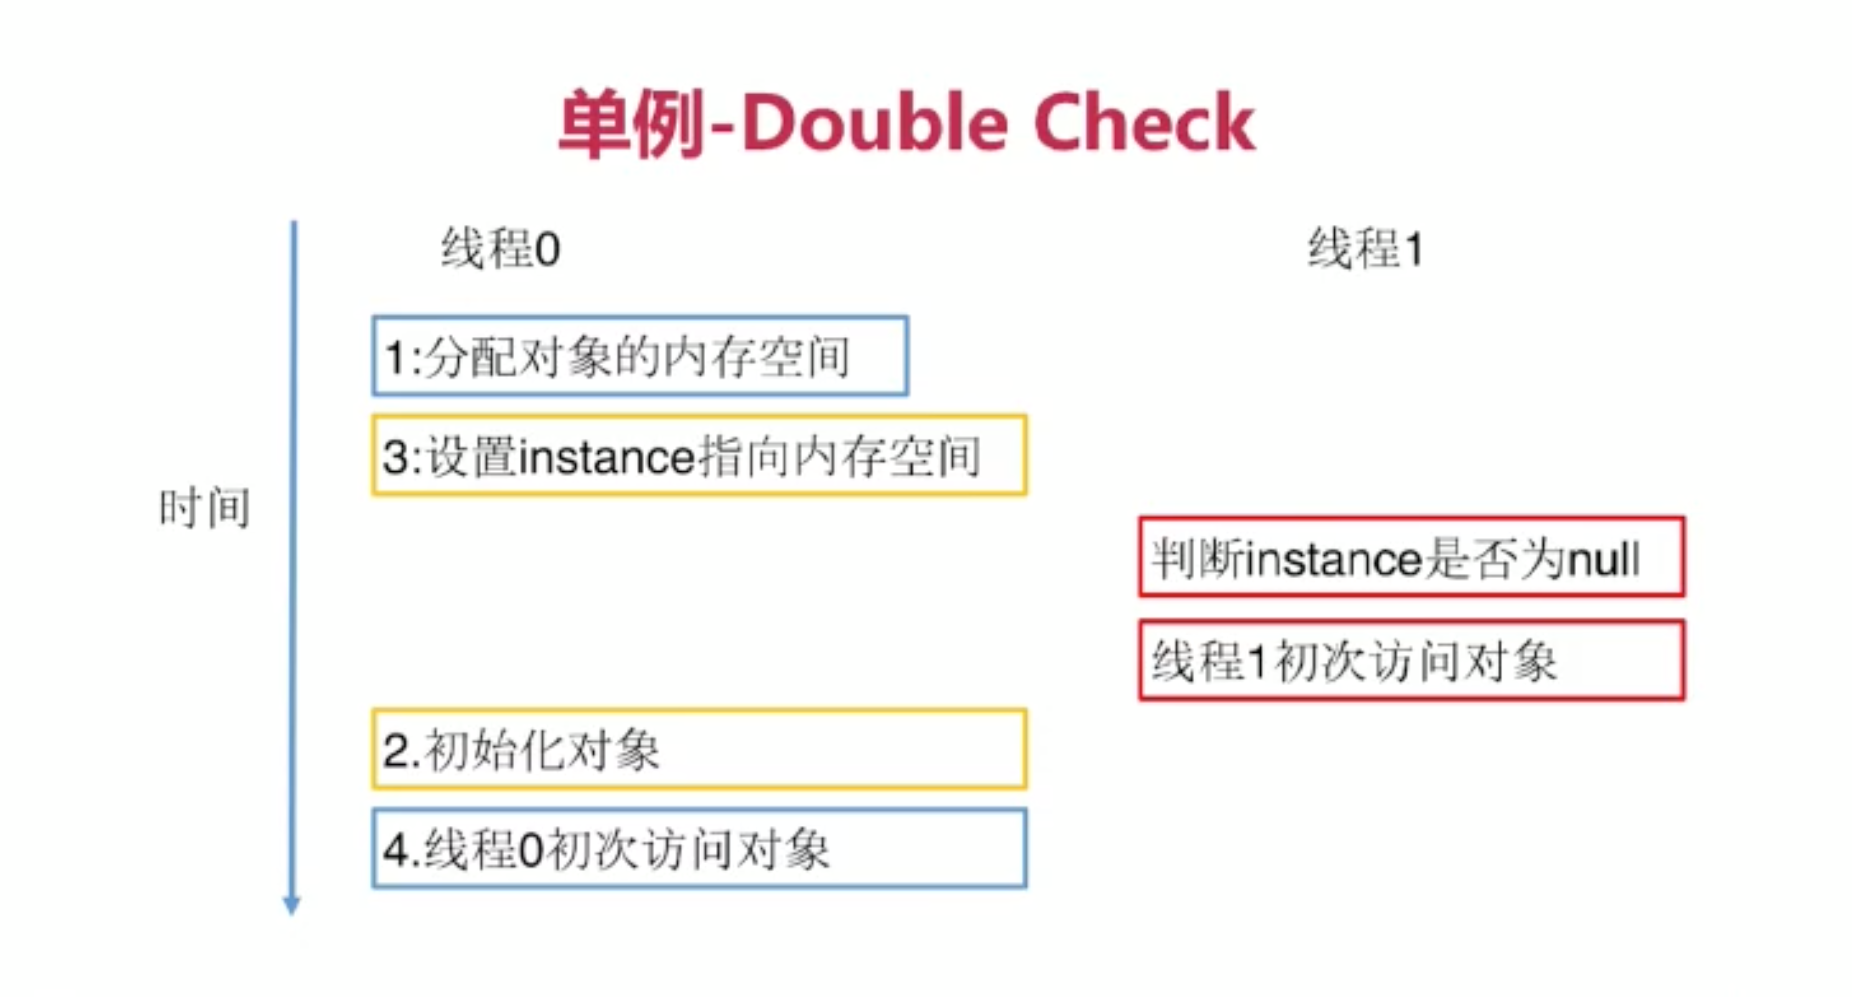 单例-Double Check
线程0
线程1
1:分配对象的内存空间
3:设置instance指向内存空间
时间
判断instance是否为null
线程1初次访问对象
2.初始化对象
4.线程0初次访问对象